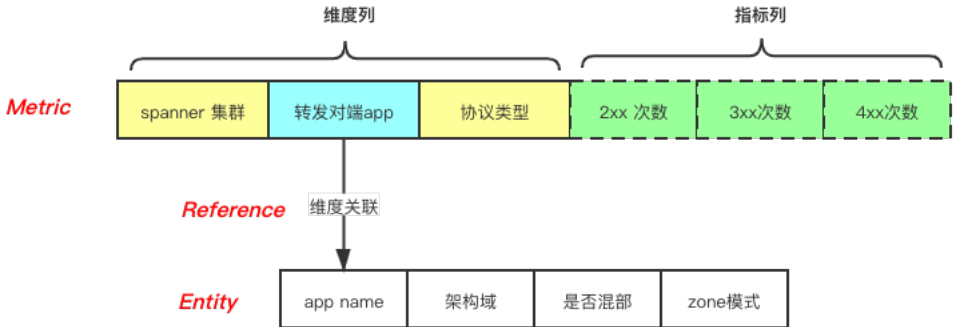 维度列
指标列
Metric
spanner 集群
转发对端app
协议类型
2xx 次数
3xx次数
4xx次数
Reference
维度关联
Entity
app name
架构域
是否混部
zone模式